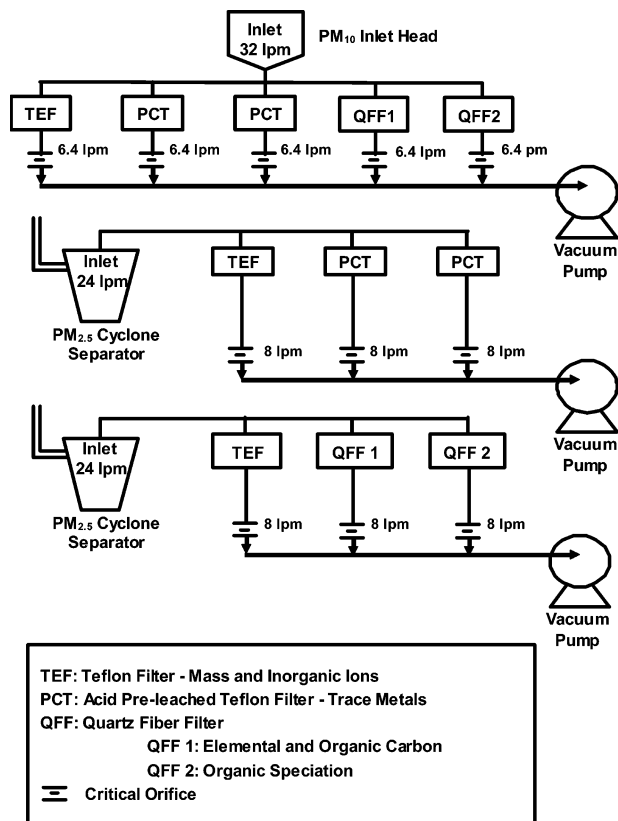 Inlet
32 lpm
PM₁₀ Inlet Head
TEF PCT PCT QFF1 QFF2
6.4 lpm 6.4 lpm 6.4 lpm 6.4 lpm 6.4 pm
Vacuum
Pump
Inlet
24 lpm
TEF PCT PCT
PM₂.₅ Cyclone
Separator
8 lpm 8 lpm 8 lpm
Vacuum
Pump
Inlet
24 lpm
TEF QFF 1 QFF 2
PM₂.₅ Cyclone
Separator
8 lpm 8 lpm 8 lpm
Vacuum
Pump
TEF: Teflon Filter - Mass and Inorganic Ions
PCT: Acid Pre-leached Teflon Filter - Trace Metals
QFF: Quartz Fiber Filter
QFF 1: Elemental and Organic Carbon
QFF 2: Organic Speciation
Critical Orifice